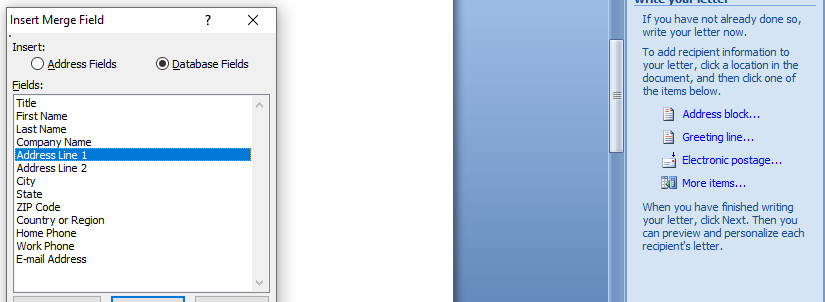 Insert Merge Field
Insert:
Address Fields
Database Fields
Fields:
Title
First Name
Last Name
Company Name
Address Line 1
Address Line 2
City
State
ZIP Code
Country or Region
Home Phone
Work Phone
E-mail Address
Write your letter
If you have not already done so,
write your letter now.
To add recipient information to
your letter, click a location in the
document, and then click one of
the items below.
Address block...
Greeting line...
Electronic postage...
More items...
When you have finished writing
your letter, click Next. Then you
can preview and personalize each
recipient's letter.